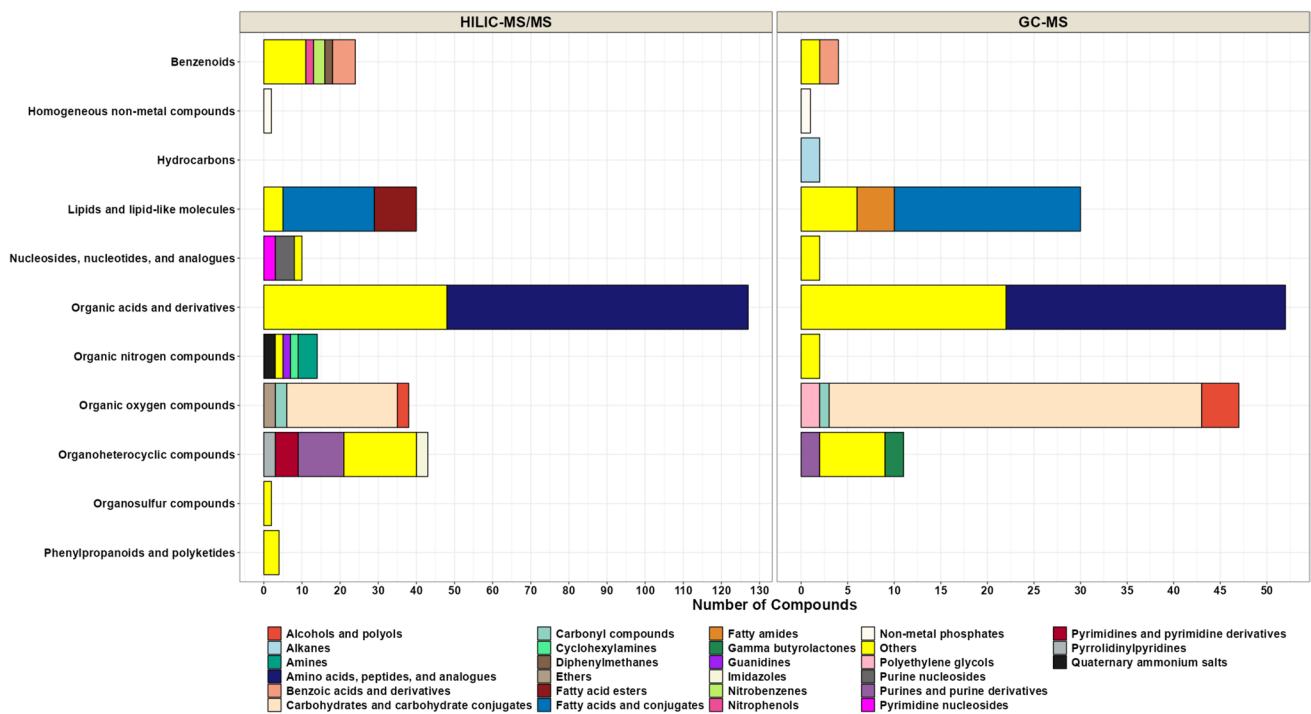 HILIC-MS/MS GC-MS
Benzenoids
Homogeneous non-metal compounds
Hydrocarbons
Lipids and lipid-like molecules
Nucleosides, nucleotides, and analogues
Organic acids and derivatives
Organic nitrogen compounds
Organic oxygen compounds
Organoheterocyclic compounds
Organosulfur compounds
Phenylpropanoids and polyketides
0 10 20 30 40 50 60 70 80 90 100 110 120 130 0 5 10 15 20 25 30 35 40 45 50
Number of Compounds
Alcohols and polyols Carbonyl compounds Fatty amides Non-metal phosphates Pyrimidines and pyrimidine derivatives
Alkanes Cyclohexylamines Gamma butyrolactones Others Pyrrolidinylpyridines
Amines Diphenylmethanes Guanidines Polyethylene glycols Quaternary ammonium salts
Amino acids, peptides, and analogues Ethers Imidazoles Purine nucleosides
Benzoic acids and derivatives Fatty acid esters Nitrobenzenes Purines and purine derivatives
Carbohydrates and carbohydrate conjugates Fatty acids and conjugates Nitrophenols Pyrimidine nucleosides